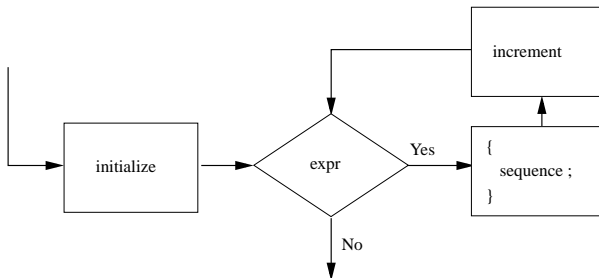 increment
initialize
expr
Yes
{
sequence ;
}
No